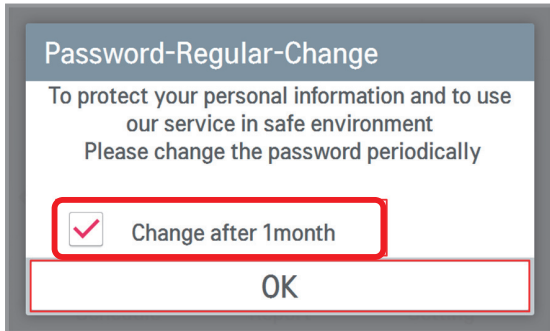 Password-Regular-Change
To protect your personal information and to use
our service in safe environment
Please change the password periodically
Change after 1month
OK